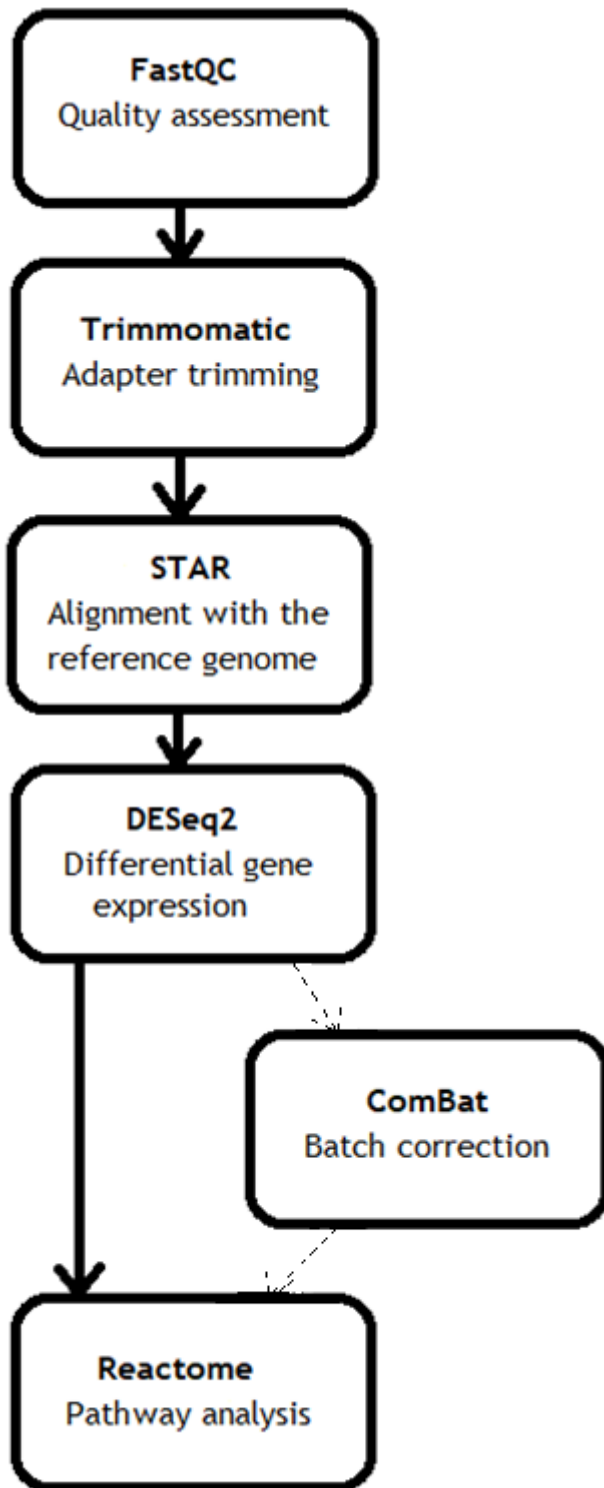 FastQC
Quality assessment
Trimmomatic
Adapter trimming
STAR
Alignment with the
reference genome
DESeq2
Differential gene
expression
ComBat
Batch correction
Reactome
Pathway analysis